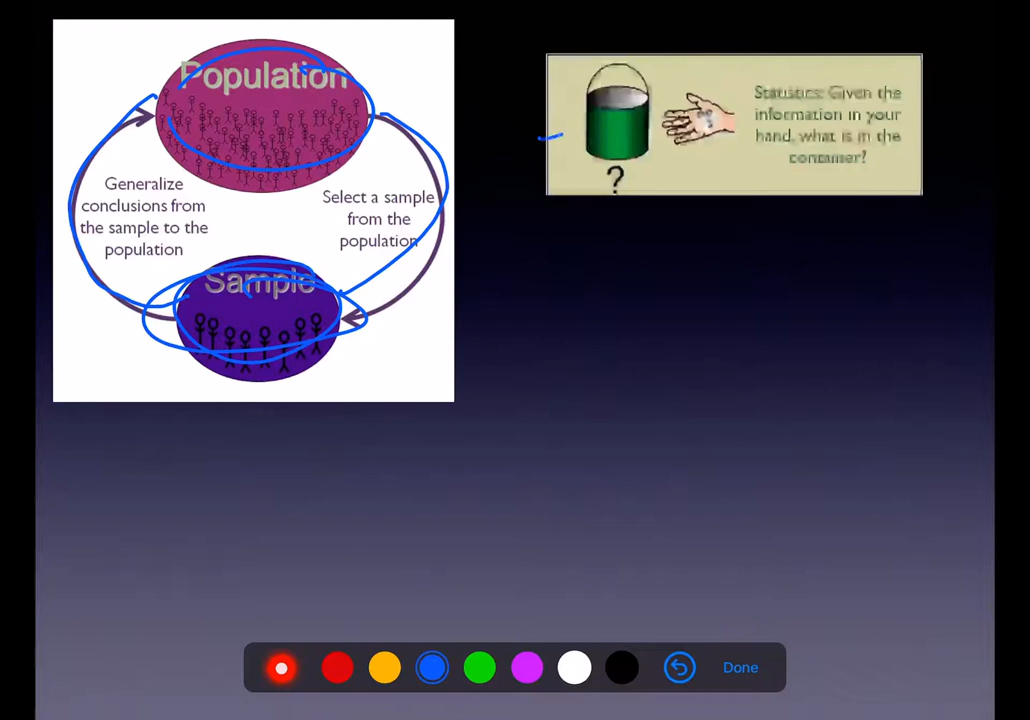 Population
Generalize
conclusions from
the sample to the
population
Select a sample
from the
population
Sample
Statistics: Given the
information in your
hand, what is in the
container?
?
Done